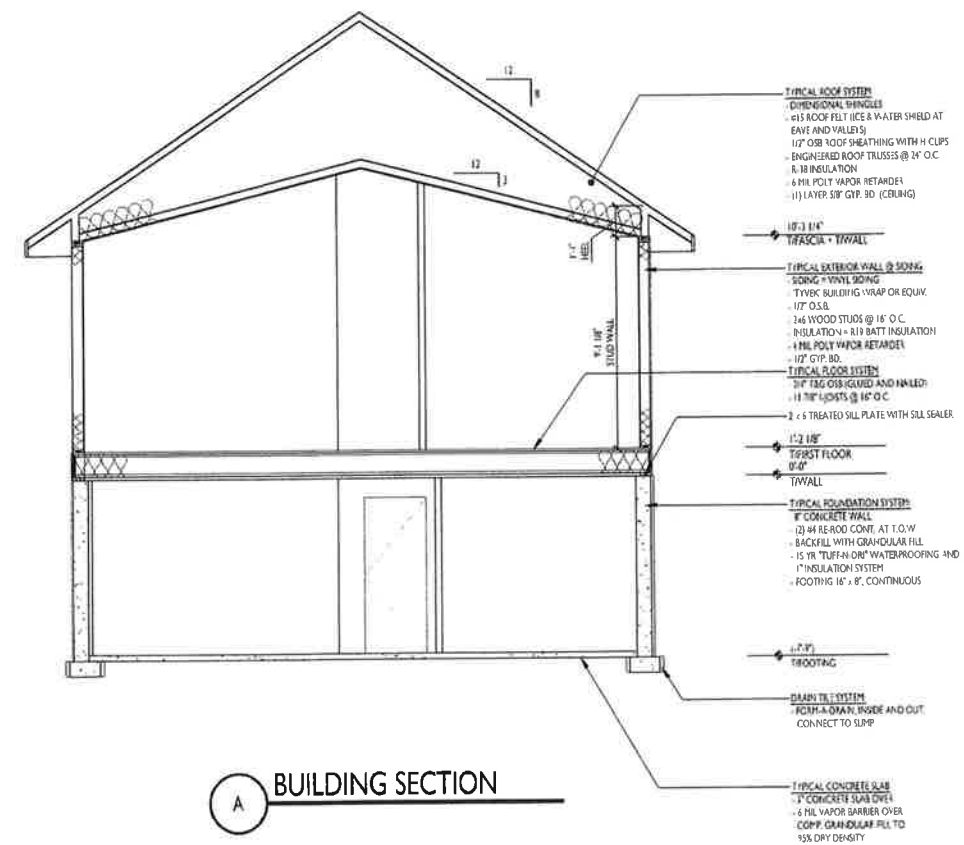 12
8
12
3
1'-1"
HEEL
9'-1 1/8"
STUD WALL
TYPICAL ROOF SYSTEM
- DIMENSIONAL SHINGLES
- #15 ROOF FELT (ICE & WATER SHIELD AT
EAVE AND VALLEYS)
1/2" OSB ROOF SHEATHING WITH H CLIPS
- ENGINEERED ROOF TRUSSES @ 24" O.C.
R-38 INSULATION
- 6 MIL POLY VAPOR RETARDER
- (1) LAYER 5/8" GYP. BD. (CEILING)
10'-3 1/4"
T/FASCIA + T/WALL
TYPICAL EXTERIOR WALL @ SIDING
- SIDING = VINYL SIDING
- 'TYVEK' BUILDING WRAP OR EQUIV.
- 1/2" O.S.B.
- 2x6 WOOD STUDS @ 16" O.C.
- INSULATION = R19 BATT INSULATION
MIL POLY VAPOR RETARDER
- 1/2" GYP. BD.
TYPICAL FLOOR SYSTEM
- 3/4" T&G OSB (GLUED AND NAILED)
- 11 7/8" I-JOISTS @ 16" O.C.
2 x 6 TREATED SILL PLATE WITH SILL SEALER
1'-2 1/8"
T/FIRST FLOOR
0'-0"
T/WALL
TYPICAL FOUNDATION SYSTEM
8" CONCRETE WALL
- (2) #4 RE-ROD CONT. AT T.O.W
- BACKFILL WITH GRANDULAR FILL
- 15 YR "TUFF-N-DRI" WATERPROOFING AND
1" INSULATION SYSTEM
- FOOTING 16" x 8", CONTINUOUS
T/FOOTING
DRAIN TILE SYSTEM
- FORM-A-DRAIN, INSIDE AND OUT,
CONNECT TO SUMP
TYPICAL CONCRETE SLAB
- 3" CONCRETE SLAB OVER
- 6 MIL VAPOR BARRIER OVER
COMP. GRANDULAR FILL TO
95% DRY DENSITY
A
BUILDING SECTION